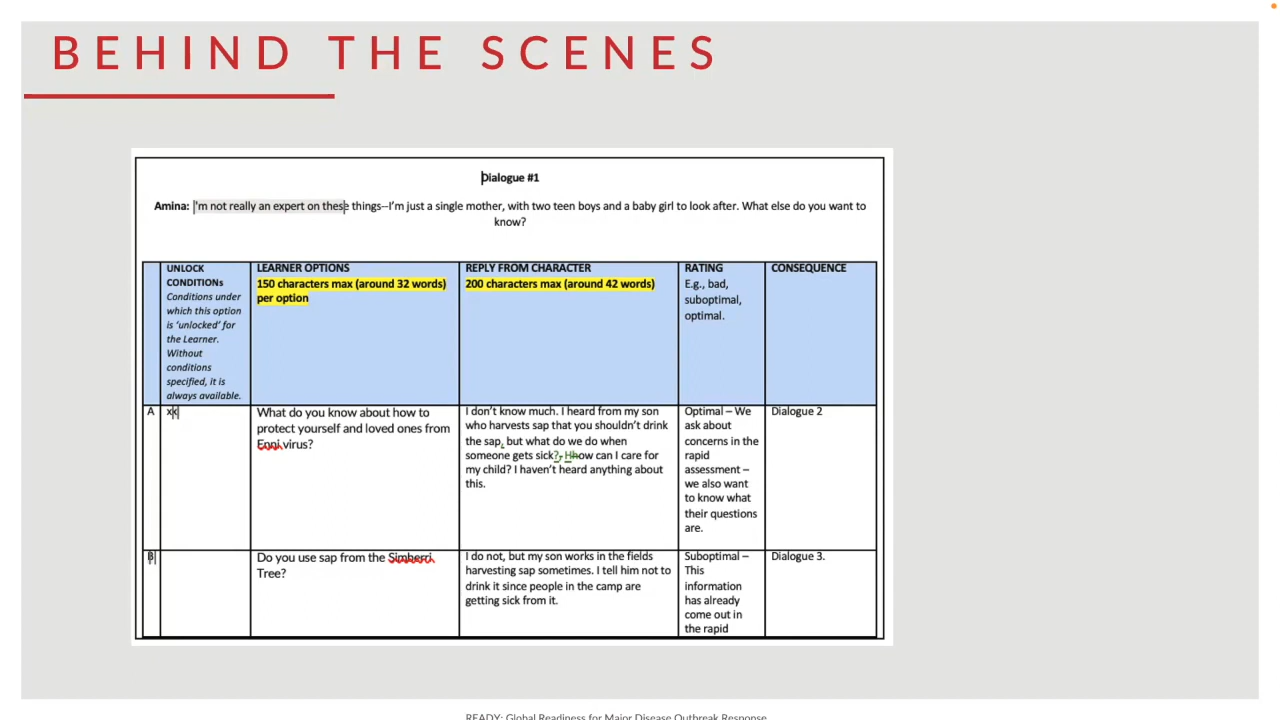 BEHIND THE SCENES
Dialogue #1
Amina: I'm not really an expert on these things--I'm just a single mother, with two teen boys and a baby girl to look after. What else do you want to
know?
UNLOCK
CONDITIONs
Conditions under
which this option
is 'unlocked' for
the Learner.
Without
conditions
specified, it is
always available.
LEARNER OPTIONS
150 characters max (around 32 words)
per option
REPLY FROM CHARACTER
200 characters max (around 42 words)
RATING
E.g., bad,
suboptimal,
optimal.
CONSEQUENCE
A
What do you know about how to
protect yourself and loved ones from
Enni virus?
I don't know much. I heard from my son
who harvests sap that you shouldn't drink
the sap, but what do we do when
someone gets sick?, Hhow can I care for
my child? I haven't heard anything about
this.
Optimal – We
ask about
concerns in the
rapid
assessment –
we also want
to know what
their questions
are.
Dialogue 2
B
Do you use sap from the Simberri
Tree?
I do not, but my son works in the fields
harvesting sap sometimes. I tell him not to
drink it since people in the camp are
getting sick from it.
Suboptimal –
This
information
has already
come out in
the rapid
Dialogue 3.
READY: Global Readiness for Major Disease Outbreak Response